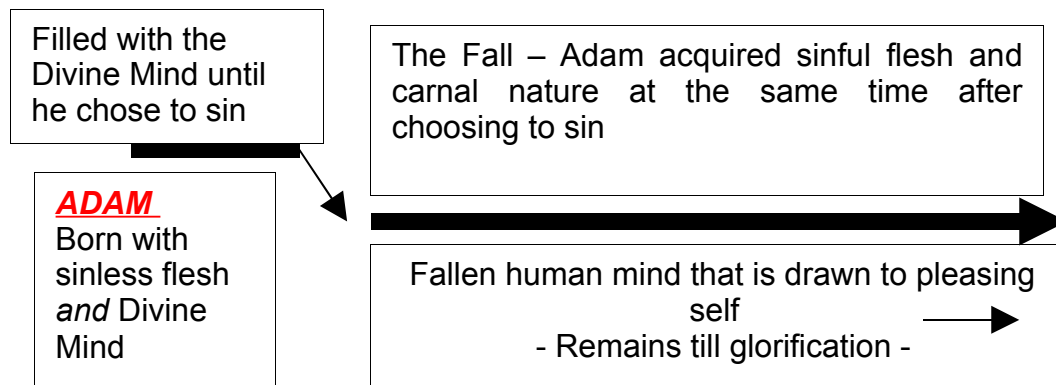 Filled with the
Divine Mind until
he chose to sin
The Fall – Adam acquired sinful flesh and
carnal nature at the same time after
choosing to sin
ADAM
Born with
sinless flesh
and Divine
Mind
Fallen human mind that is drawn to pleasing
self
- Remains till glorification -